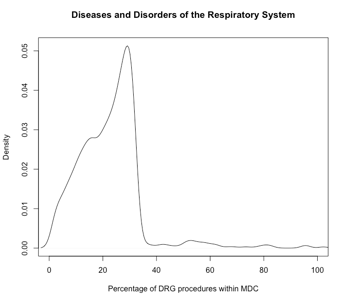 Diseases and Disorders of the Respiratory System
Density
0.05
0.04
0.03
0.02
0.01
0.00
0 20 40 60 80 100
Percentage of DRG procedures within MDC